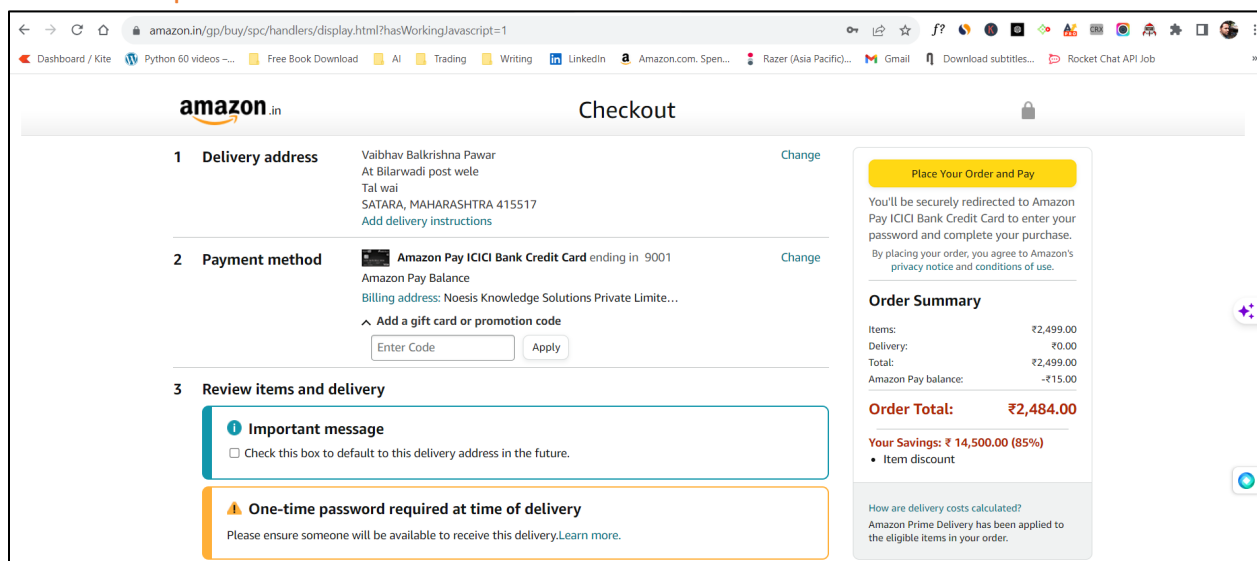 amazon.in/gp/buy/spc/handlers/display.html?hasWorkingJavascript=1
Dashboard / Kite Python 60 videos –... Free Book Download AI Trading Writing LinkedIn Amazon.com. Spen... Razer (Asia Pacific)... Gmail Download subtitles... Rocket Chat API Job »
amazon.in
Checkout
1 Delivery address
Vaibhav Balkrishna Pawar
At Bilarwadi post wele
Tal wai
SATARA, MAHARASHTRA 415517
Add delivery instructions
Change
2 Payment method
Amazon Pay ICICI Bank Credit Card ending in 9001
Amazon Pay Balance
Billing address: Noesis Knowledge Solutions Private Limite...
Change
Add a gift card or promotion code
Enter Code Apply
3 Review items and delivery
Important message
Check this box to default to this delivery address in the future.
One-time password required at time of delivery
Please ensure someone will be available to receive this delivery.Learn more.
Place Your Order and Pay
You'll be securely redirected to Amazon
Pay ICICI Bank Credit Card to enter your
password and complete your purchase.
By placing your order, you agree to Amazon's
privacy notice and conditions of use.
Order Summary
Items: ₹2,499.00
Delivery: ₹0.00
Total: ₹2,499.00
Amazon Pay balance: -₹15.00
Order Total: ₹2,484.00
Your Savings: ₹ 14,500.00 (85%)
• Item discount
How are delivery costs calculated?
Amazon Prime Delivery has been applied to
the eligible items in your order.